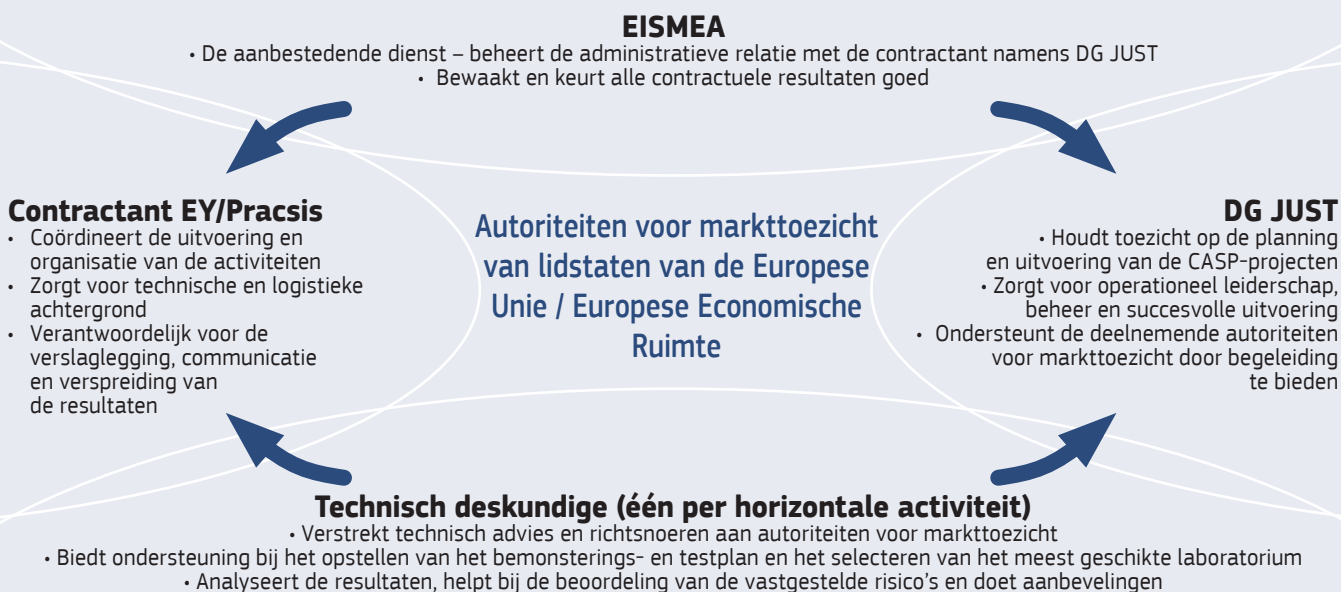 EISMEA
• De aanbestedende dienst – beheert de administratieve relatie met de contractant namens DG JUST
• Bewaakt en keurt alle contractuele resultaten goed
Contractant EY/Pracsis
• Coördineert de uitvoering en
organisatie van de activiteiten
• Zorgt voor technische en logistieke
achtergrond
• Verantwoordelijk voor de
verslaglegging, communicatie
en verspreiding van
de resultaten
Autoriteiten voor markttoezicht
van lidstaten van de Europese
Unie / Europese Economische
Ruimte
DG JUST
• Houdt toezicht op de planning
en uitvoering van de CASP-projecten
• Zorgt voor operationeel leiderschap,
beheer en succesvolle uitvoering
• Ondersteunt de deelnemende autoriteiten
voor markttoezicht door begeleiding
te bieden
Technisch deskundige (één per horizontale activiteit)
• Verstrekt technisch advies en richtsnoeren aan autoriteiten voor markttoezicht
• Biedt ondersteuning bij het opstellen van het bemonsterings- en testplan en het selecteren van het meest geschikte laboratorium
• Analyseert de resultaten, helpt bij de beoordeling van de vastgestelde risico's en doet aanbevelingen